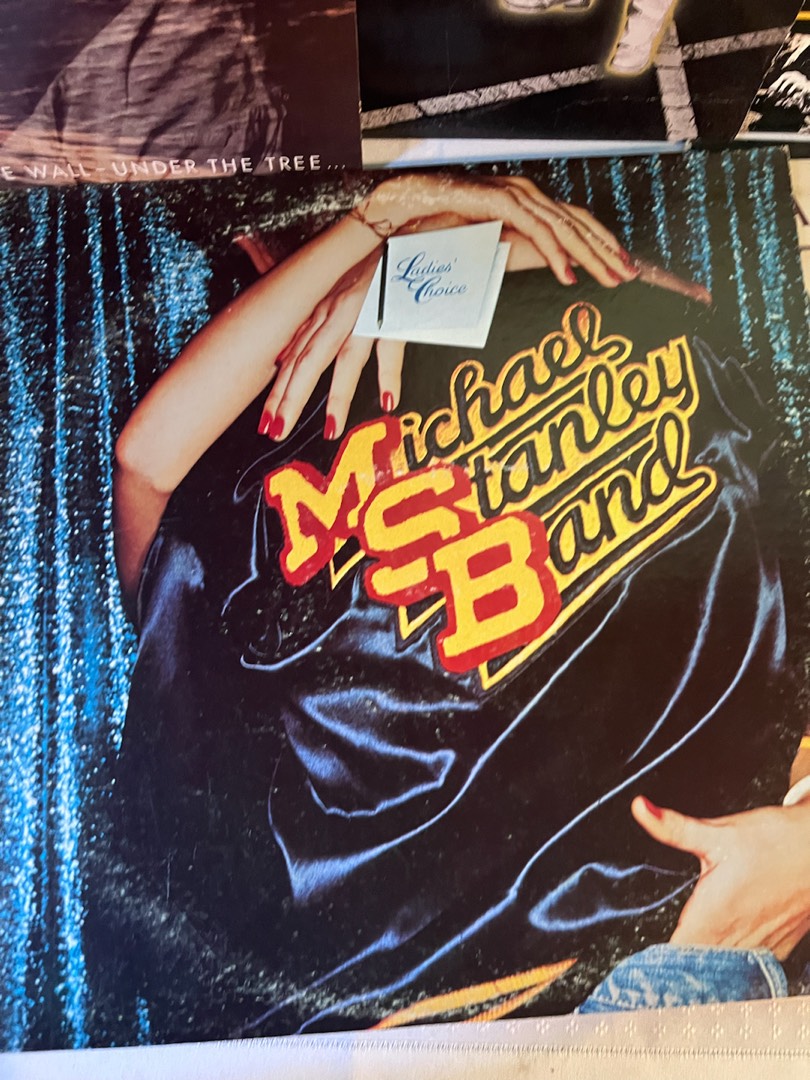 E WALL - UNDER THE TREE...
Ladies'
Choice
Michael
Stanley
Band